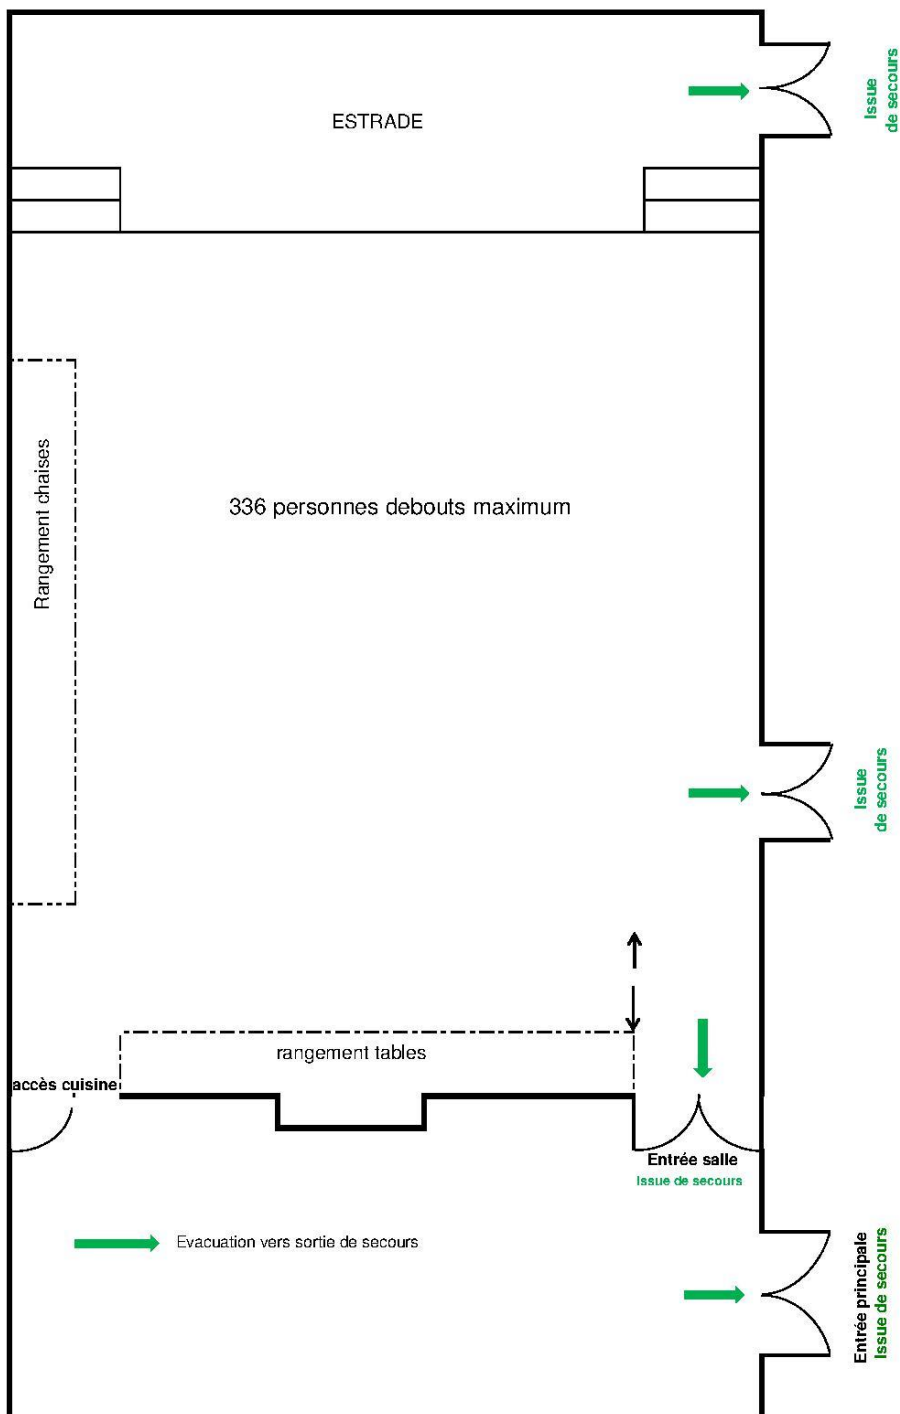 Issue
de secours
ESTRADE
Rangement chaises
336 personnes debouts maximum
Issue
de secours
rangement tables
accès cuisine
Entrée salle
Issue de secours
Evacuation vers sortie de secours
Entrée principale
Issue de secours